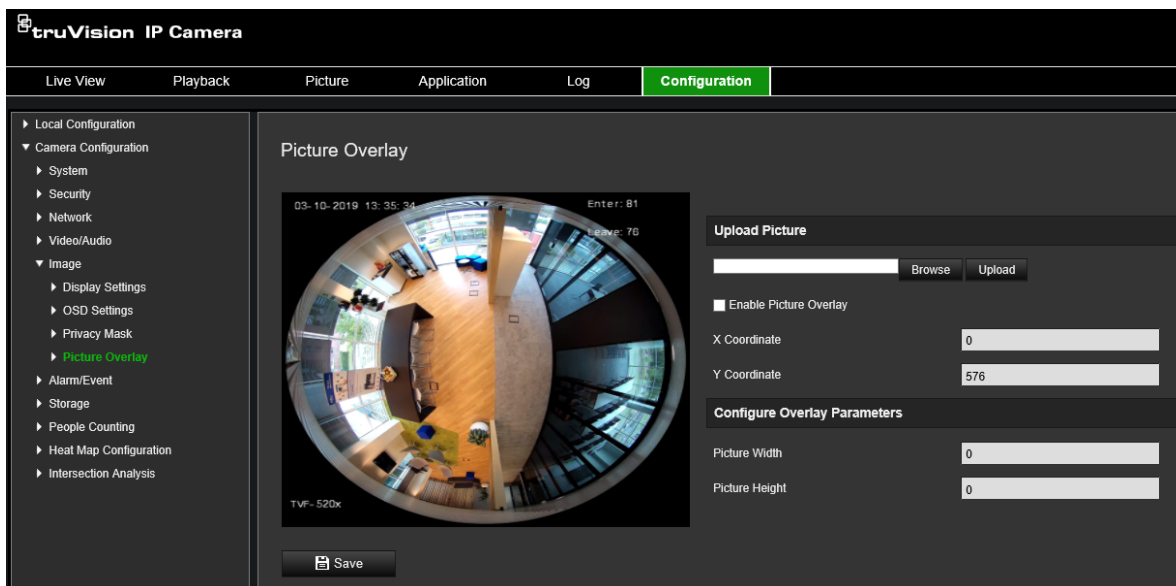 truVision IP Camera
Live View Playback Picture Application Log Configuration
Local Configuration
Camera Configuration
System
Security
Network
Video/Audio
Image
Display Settings
OSD Settings
Privacy Mask
Picture Overlay
Alarm/Event
Storage
People Counting
Heat Map Configuration
Intersection Analysis
Picture Overlay
03-10-2019 13:35:34 Enter:81
Leave:76
TVF-520x
Save
Upload Picture
Browse Upload
Enable Picture Overlay
X Coordinate 0
Y Coordinate 576
Configure Overlay Parameters
Picture Width 0
Picture Height 0